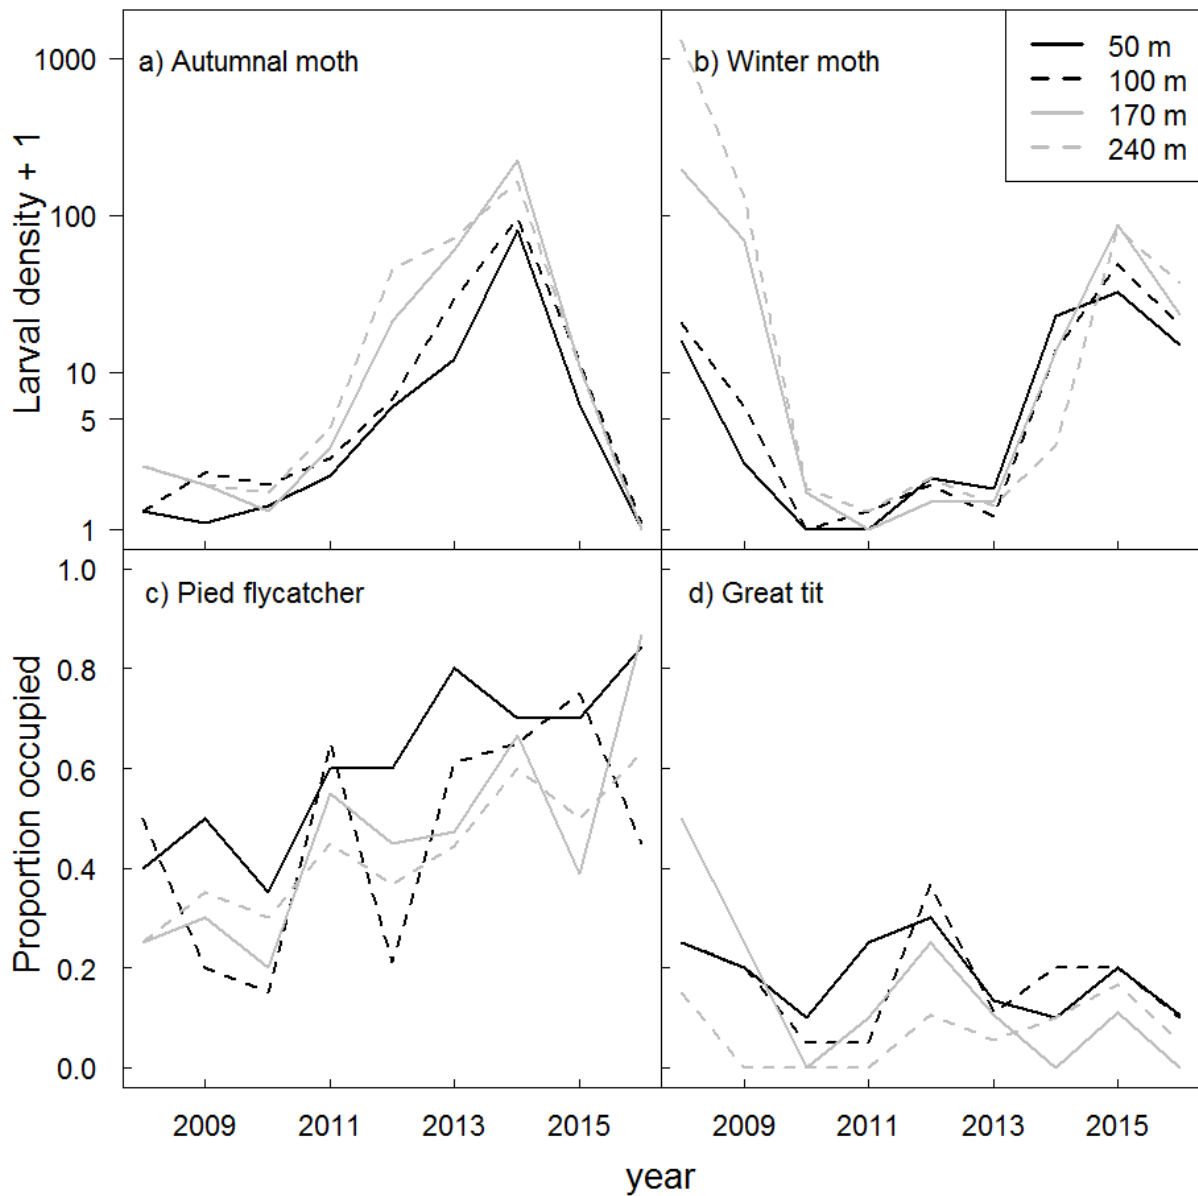 a) Autumnal moth
b) Winter moth
50 m
100 m
170 m
240 m
Larval density + 1
1000
100
10
5
1
c) Pied flycatcher
d) Great tit
Proportion occupied
1.0
0.8
0.6
0.4
0.2
0.0
2009 2011 2013 2015 2009 2011 2013 2015
year